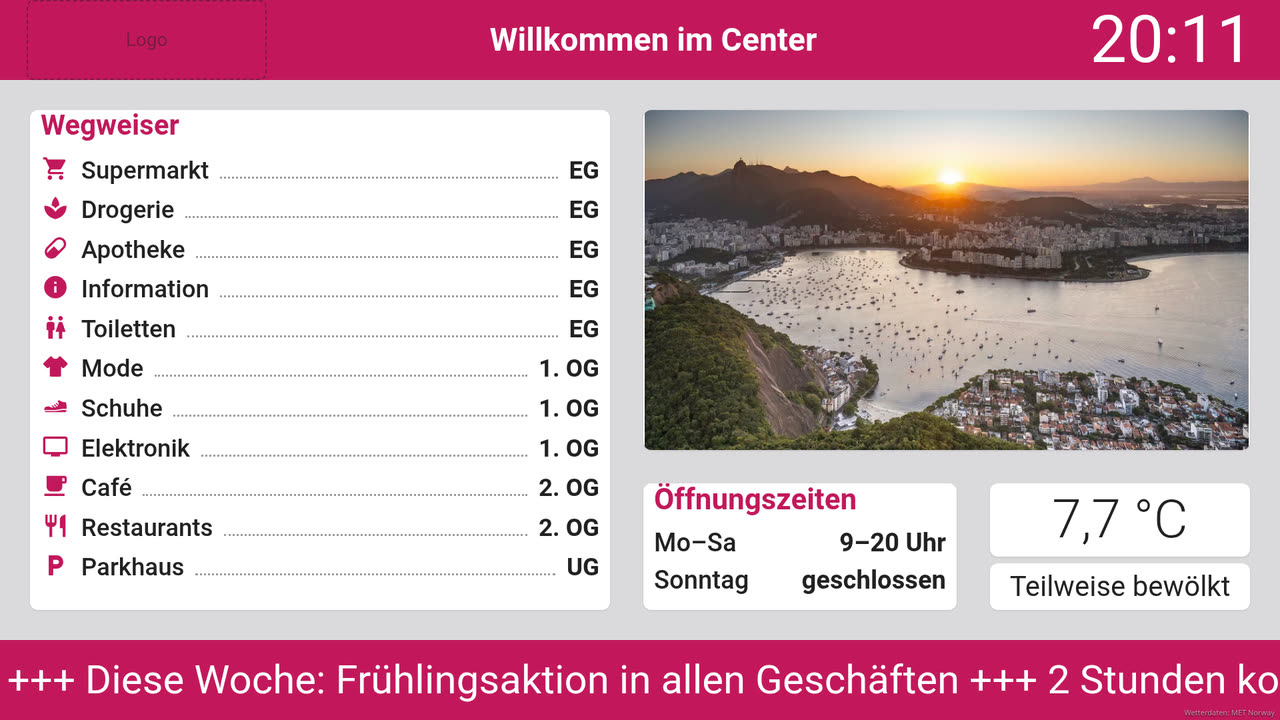 Logo
Willkommen im Center
20:11
Wegweiser
Supermarkt EG
Drogerie EG
Apotheke EG
Information EG
Toiletten EG
Mode 1. OG
Schuhe 1. OG
Elektronik 1. OG
Café 2. OG
Restaurants 2. OG
P Parkhaus UG
Öffnungszeiten
Mo–Sa 9–20 Uhr
Sonntag geschlossen
7,7 °C
Teilweise bewölkt
+++ Diese Woche: Frühlingsaktion in allen Geschäften +++ 2 Stunden ko
Wetterdaten: MET Norway